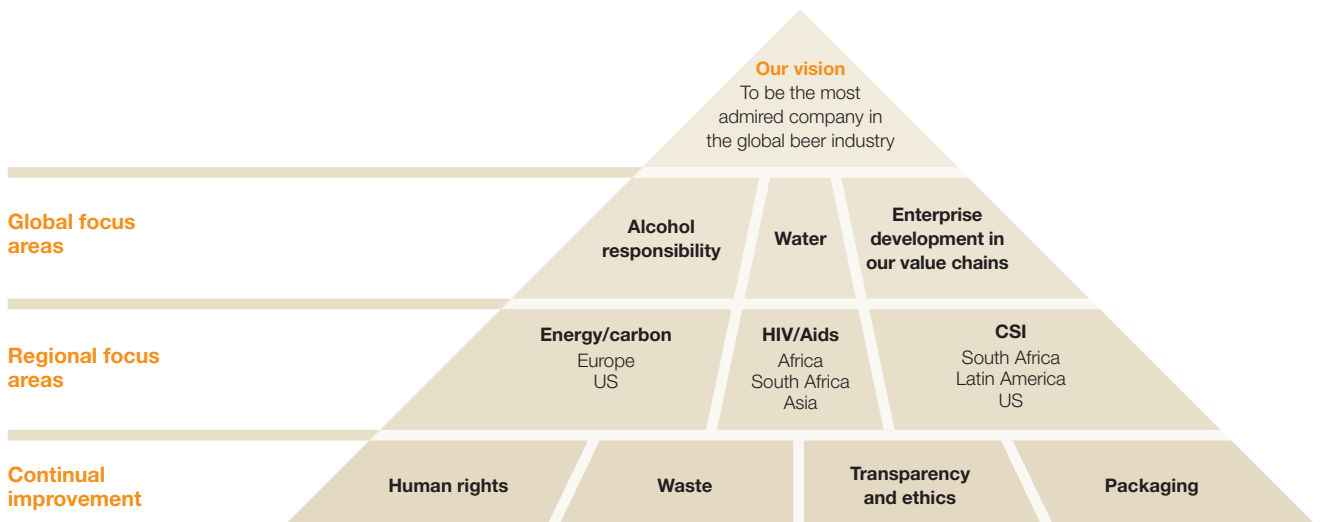 Our vision
To be the most
admired company in
the global beer industry
Global focus
areas
Alcohol
responsibility
Water
Enterprise
development in
our value chains
Regional focus
areas
Energy/carbon
Europe
US
HIV/Aids
Africa
South Africa
Asia
CSI
South Africa
Latin America
US
Continual
improvement
Human rights
Waste
Transparency
and ethics
Packaging